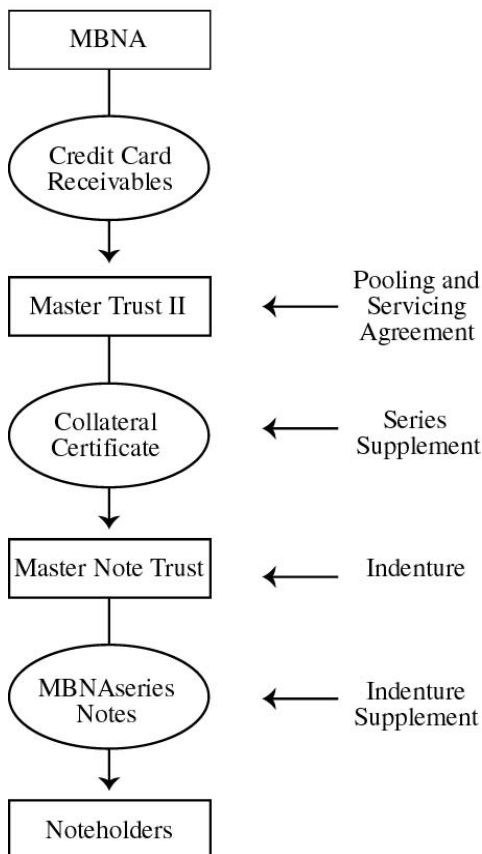 MBNA
Credit Card
Receivables
Master Trust II
Pooling and
Servicing
Agreement
Collateral
Certificate
Series
Supplement
Master Note Trust
Indenture
MBNAseries
Notes
Indenture
Supplement
Noteholders